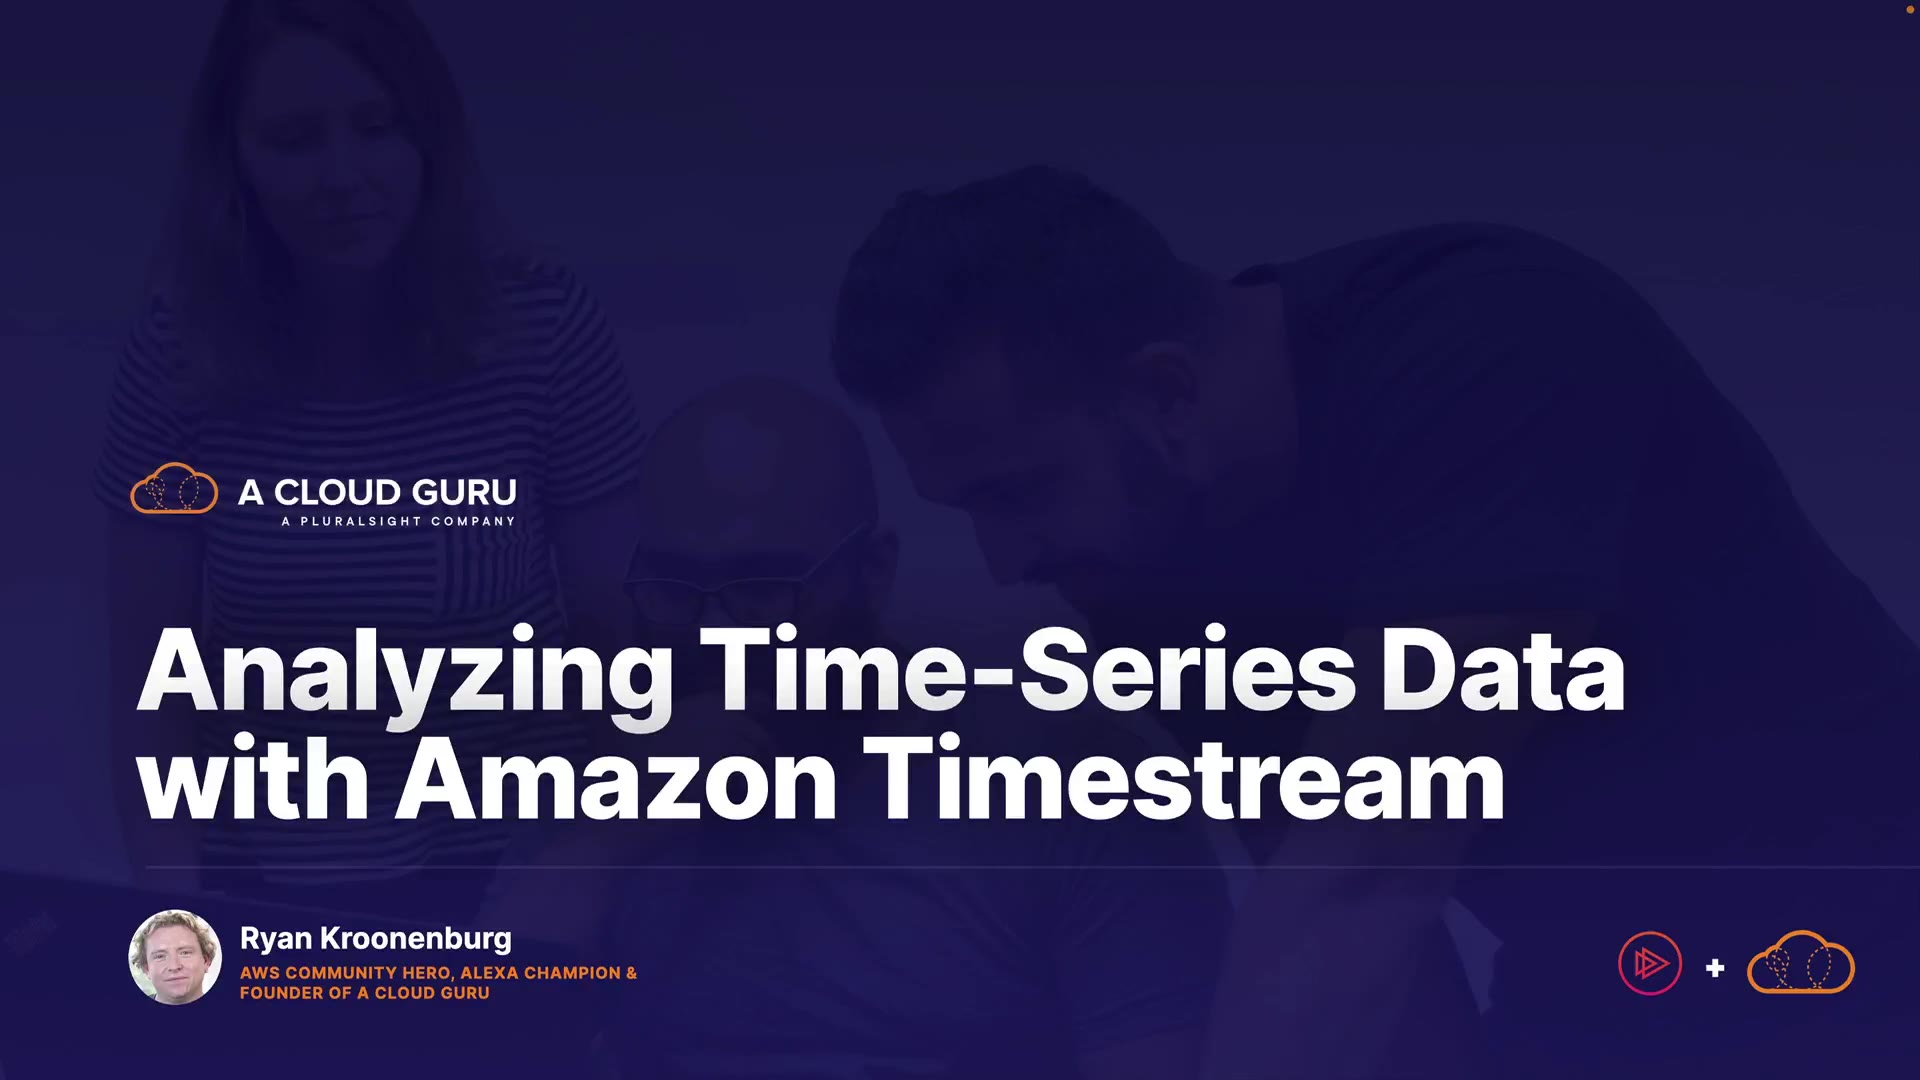 A CLOUD GURU
A PLURALSIGHT COMPANY
Analyzing Time-Series Data
with Amazon Timestream
Ryan Kroonenburg
AWS COMMUNITY HERO, ALEXA CHAMPION &
FOUNDER OF A CLOUD GURU
+